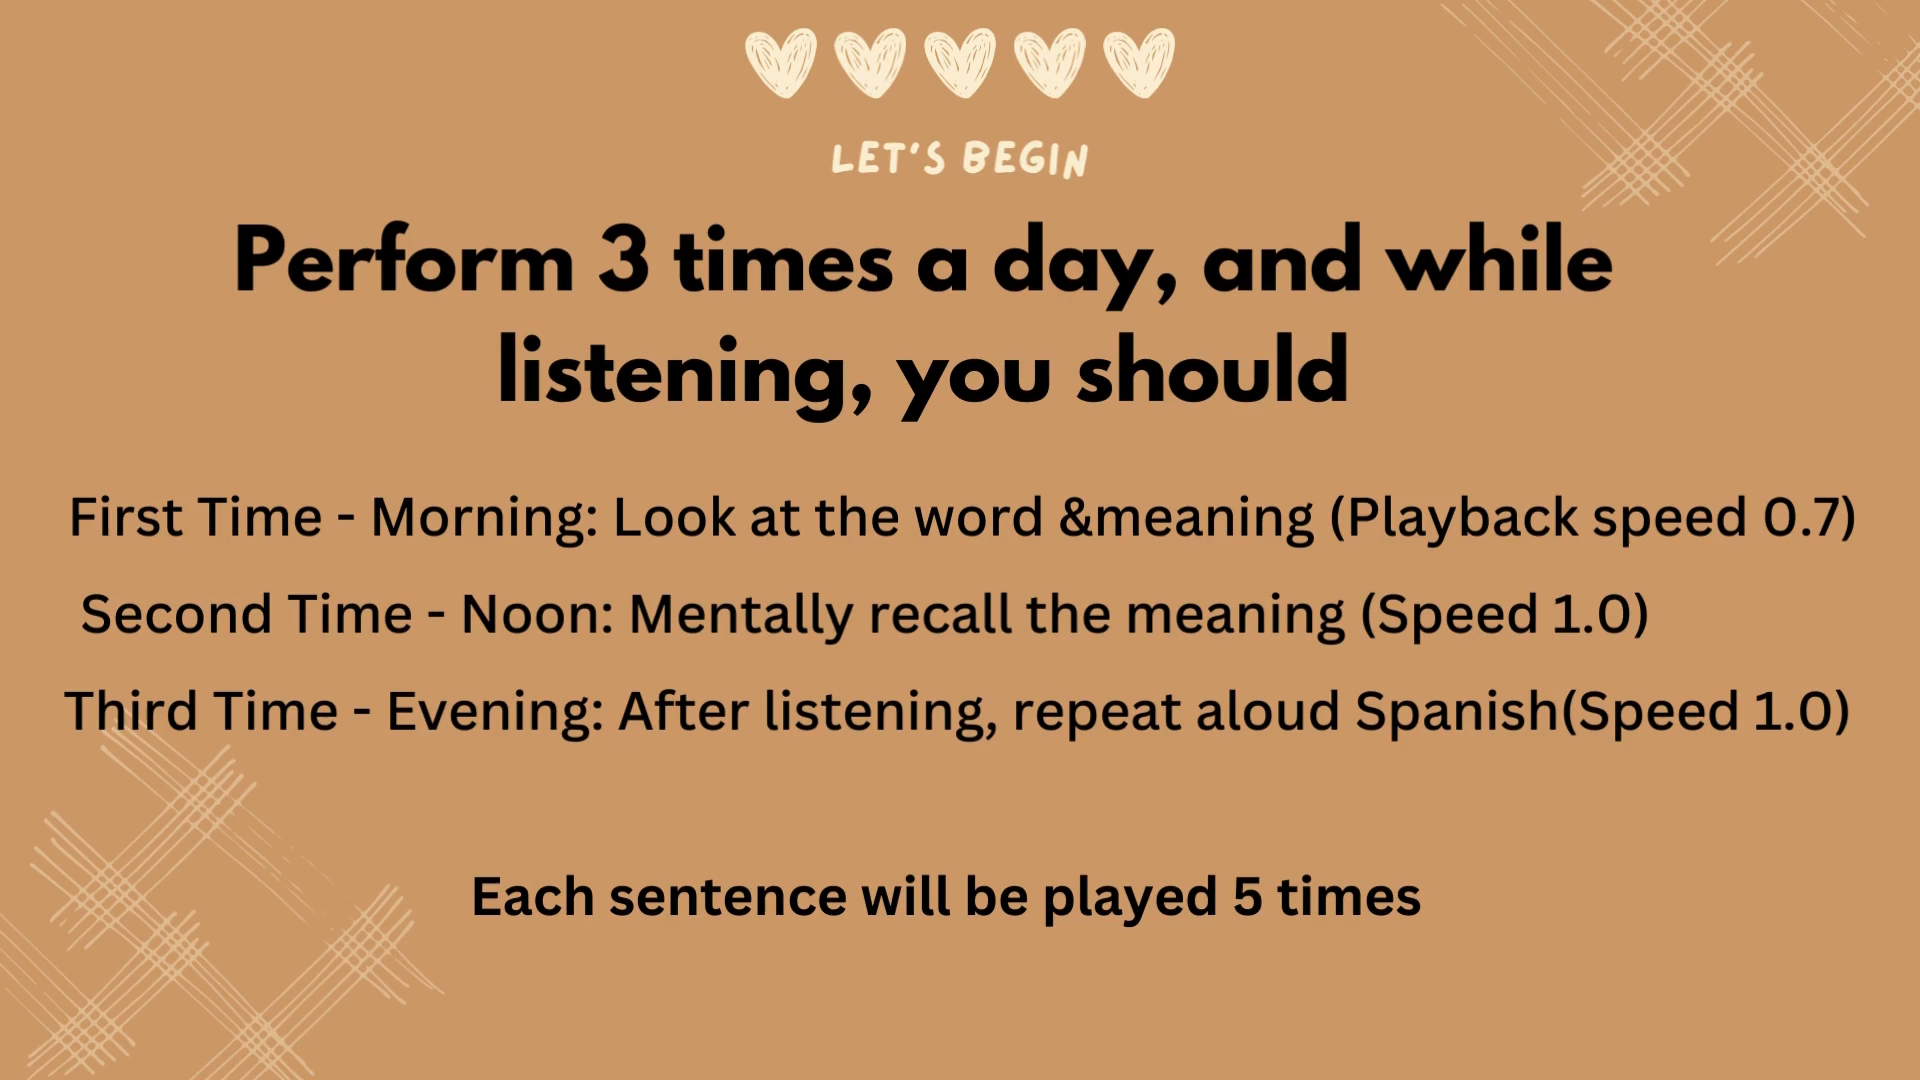 LET'S BEGIN
Perform 3 times a day, and while
listening, you should
First Time - Morning: Look at the word &meaning (Playback speed 0.7)
Second Time - Noon: Mentally recall the meaning (Speed 1.0)
Third Time - Evening: After listening, repeat aloud Spanish(Speed 1.0)
Each sentence will be played 5 times